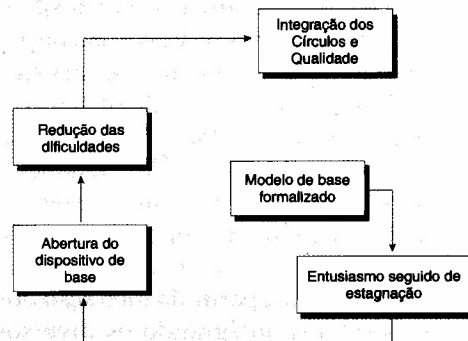 Integração dos
Círculos e
Qualidade
Redução das
dificuldades
Modelo de base
formalizado
Abertura do
dispositivo de
base
Entusiasmo seguido de
estagnação